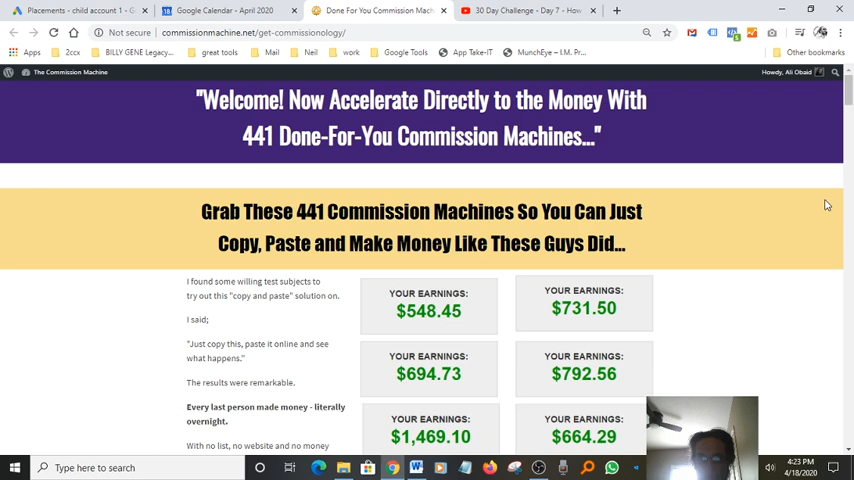 Placements - child account 1 - G
Google Calendar - April 2020
Done For You Commission Mach
30 Day Challenge - Day 7 - How
Not secure
commissionmachine.net/get-commissionology/
Apps
2ccx
BILLY GENE Legacy...
great tools
Mail
Neil
work
Google Tools
App Take-IT
MunchEye – I.M. Pr...
Other bookmarks
The Commission Machine
Howdy, Ali Obaid
"Welcome! Now Accelerate Directly to the Money With
441 Done-For-You Commission Machines..."
Grab These 441 Commission Machines So You Can Just
Copy, Paste and Make Money Like These Guys Did...
I found some willing test subjects to
try out this "copy and paste" solution on.
I said;
"Just copy this, paste it online and see
what happens."
The results were remarkable.
Every last person made money - literally
overnight.
With no list, no website and no money
YOUR EARNINGS:
$548.45
YOUR EARNINGS:
$731.50
YOUR EARNINGS:
$694.73
YOUR EARNINGS:
$792.56
YOUR EARNINGS:
$1,469.10
YOUR EARNINGS:
$664.29
Type here to search
4:23 PM
4/18/2020